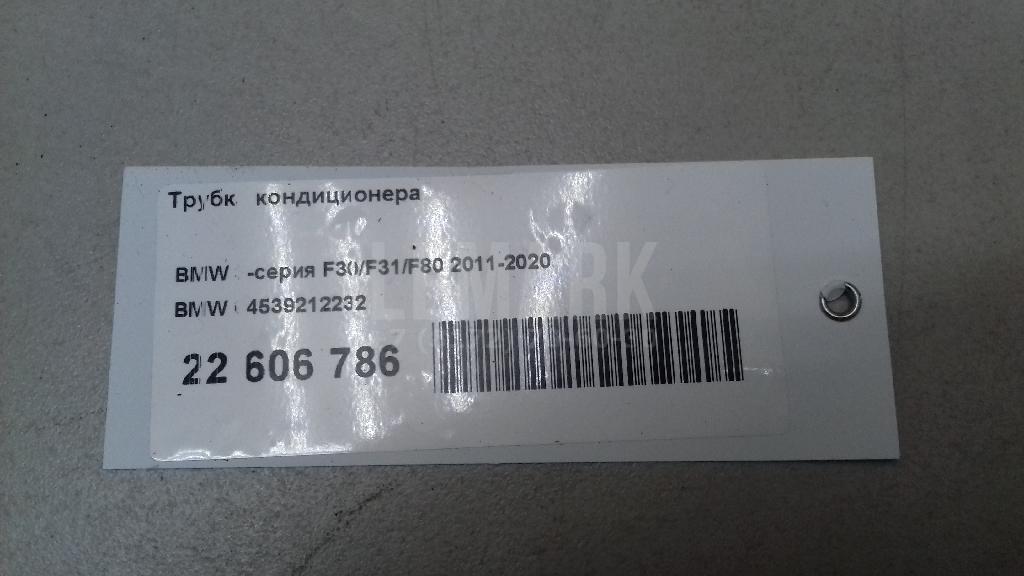 Трубк кондиционера
BMW -серия F30/F31/F80 2011-2020
BMW 4539212232
22 606 786